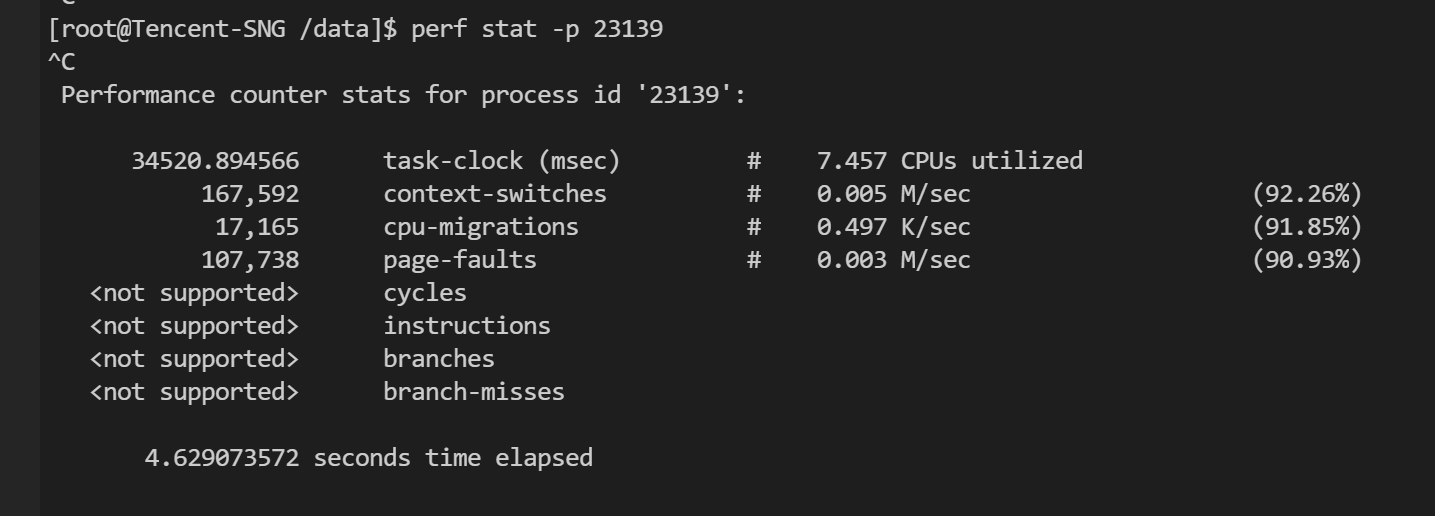 [root@Tencent-SNG /data]$ perf stat -p 23139
^C
 Performance counter stats for process id '23139':
34520.894566 task-clock (msec) # 7.457 CPUs utilized
167,592 context-switches # 0.005 M/sec (92.26%)
17,165 cpu-migrations # 0.497 K/sec (91.85%)
107,738 page-faults # 0.003 M/sec (90.93%)
<not supported> cycles
<not supported> instructions
<not supported> branches
<not supported> branch-misses
4.629073572 seconds time elapsed